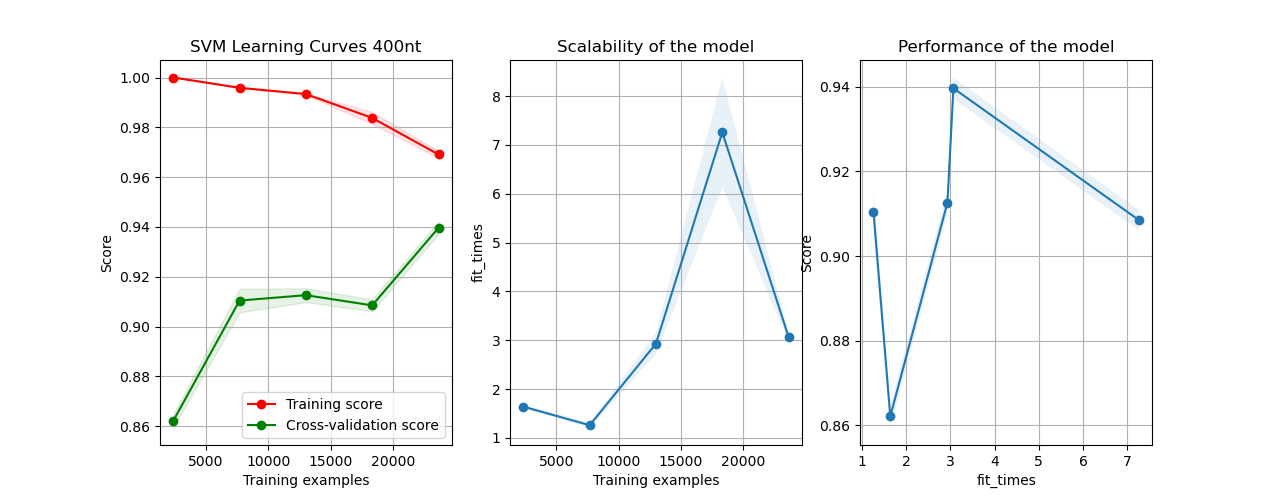 SVM Learning Curves 400nt
Score
1.00
0.98
0.96
0.94
0.92
0.90
0.88
0.86
Training score
Cross-validation score
5000 10000 15000 20000
Training examples
Scalability of the model
fit_times
8
7
6
5
4
3
2
1
5000 10000 15000 20000
Training examples
Performance of the model
Score
0.94
0.92
0.90
0.88
0.86
1 2 3 4 5 6 7
fit_times